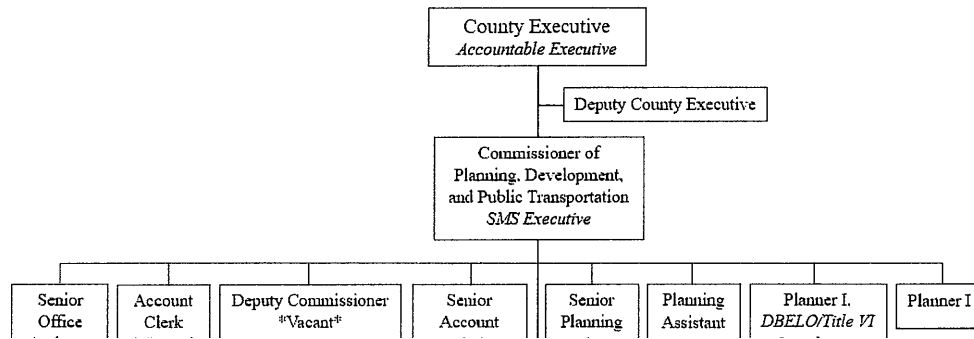 County Executive
Accountable Executive
Deputy County Executive
Commissioner of
Planning, Development,
and Public Transportation
SMS Executive
Senior
Office
Account
Clerk
Deputy Commissioner
*Vacant*
Senior
Account
Senior
Planning
Planning
Assistant
Planner I,
DBELO/Title VI
Planner I